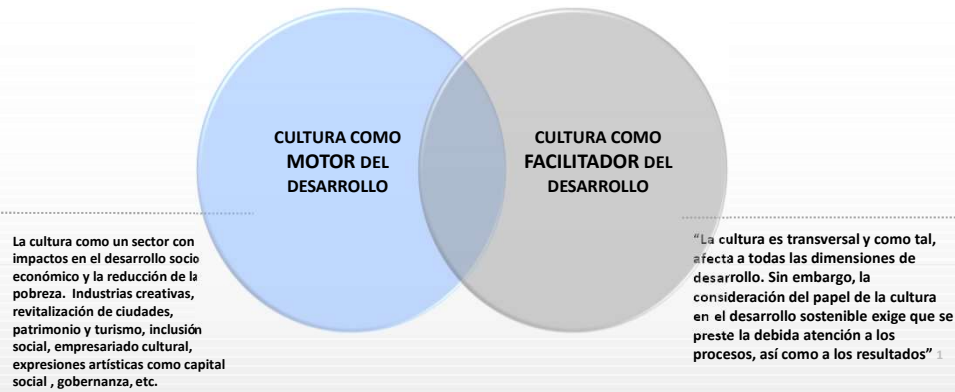 CULTURA COMO
MOTOR DEL
DESARROLLO
CULTURA COMO
FACILITADOR DEL
DESARROLLO
La cultura como un sector con
impactos en el desarrollo socio
económico y la reducción de la
pobreza. Industrias creativas,
revitalización de ciudades,
patrimonio y turismo, inclusión
social, empresariado cultural,
expresiones artísticas como capital
social , gobernanza, etc.
“La cultura es transversal y como tal,
afecta a todas las dimensiones de
desarrollo. Sin embargo, la
consideración del papel de la cultura
en el desarrollo sostenible exige que se
preste la debida atención a los
procesos, así como a los resultados” 1